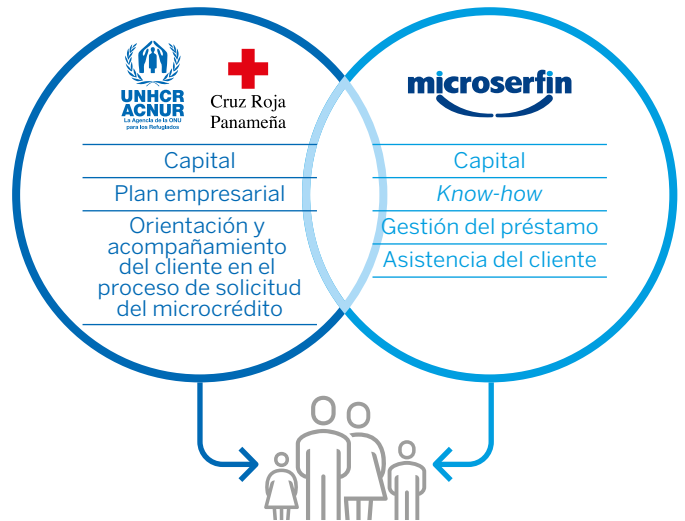 UNHCR
ACNUR
La Agencia de la ONU
para los Refugiados
Cruz Roja
Panameña
Capital
Plan empresarial
Orientación y
acompañamiento
del cliente en el
proceso de solicitud
del microcrédito
microserfin
Capital
Know-how
Gestión del préstamo
Asistencia del cliente